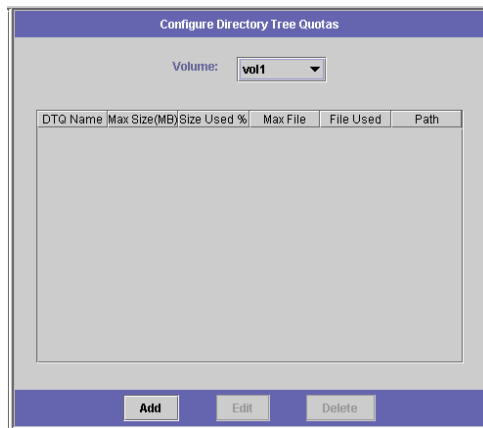 Configure Directory Tree Quotas
Volume: vol1
DTQ Name Max Size(MB) Size Used % Max File File Used Path
Add Edit Delete